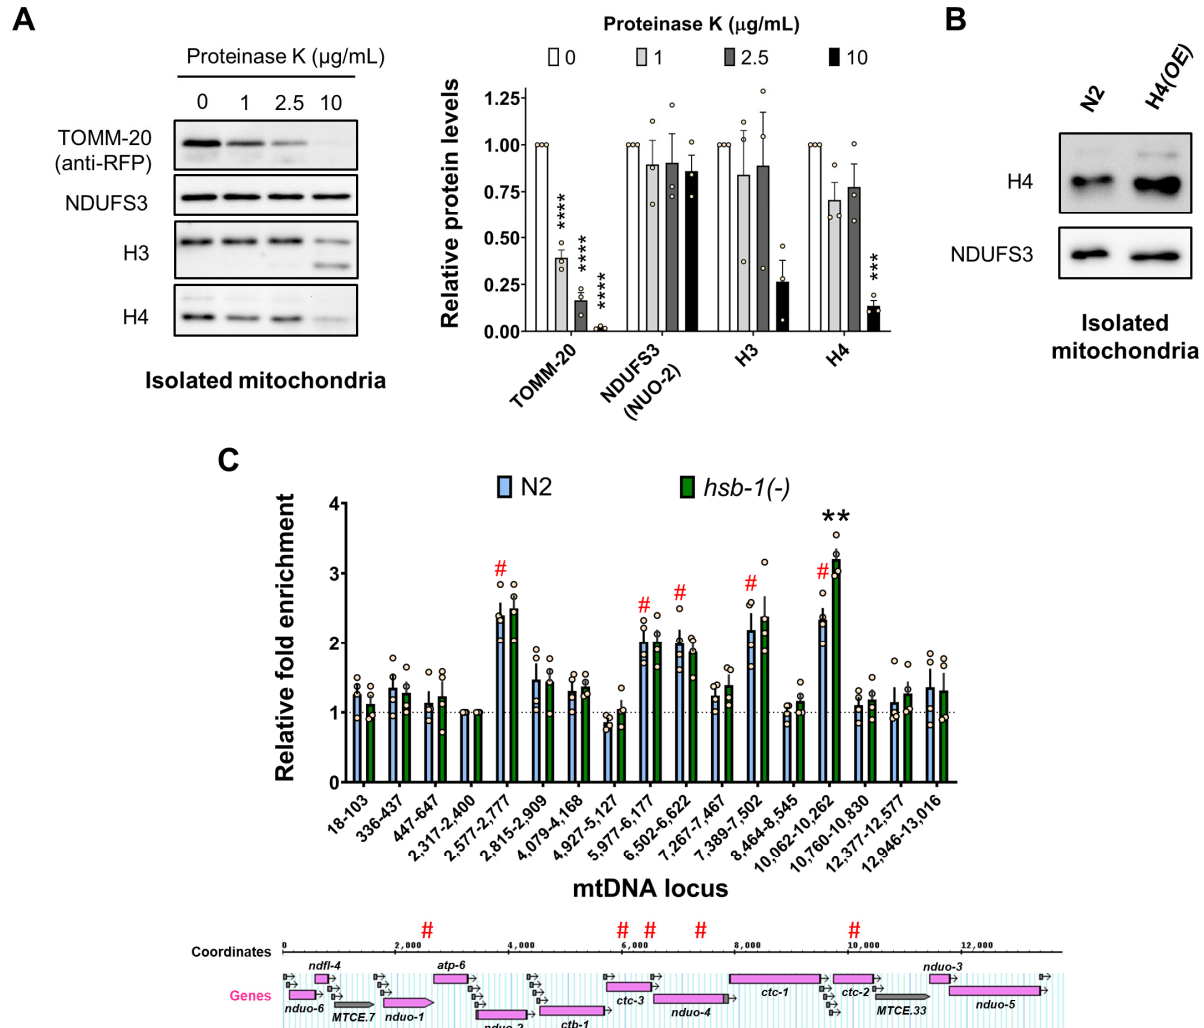 A
Proteinase K (µg/mL)
0 1 2.5 10
TOMM-20
(anti-RFP)
NDUFS3
H3
H4
Isolated mitochondria
Proteinase K (µg/mL)
0 1 2.5 10
Relative protein levels
1.25
1.00
0.75
0.50
0.25
0.00
****
****
****
***
TOMM-20
NDUFS3
(NUO-2)
H3
H4
B
N2 H4(OE)
H4
NDUFS3
Isolated
mitochondria
C
N2 hsb-1(-)
Relative fold enrichment
4
3
2
1
0
# # # # # **
18-103
336-437
447-647
2,317-2,400
2,577-2,777
2,815-2,909
4,079-4,168
4,927-5,127
5,977-6,177
6,502-6,622
7,267-7,467
7,389-7,502
8,464-8,545
10,062-10,262
10,760-10,830
12,377-12,577
12,946-13,016
mtDNA locus
# # # # #
Coordinates 0 2,000 4,000 6,000 8,000 10,000 12,000
Genes
ndfl-4 atp-6 nduo-3
nduo-6 ctc-3 ctc-1 ctc-2
MTCE.7 nduo-1 nduo-4 MTCE.33 nduo-5
nduo-2 ctb-1